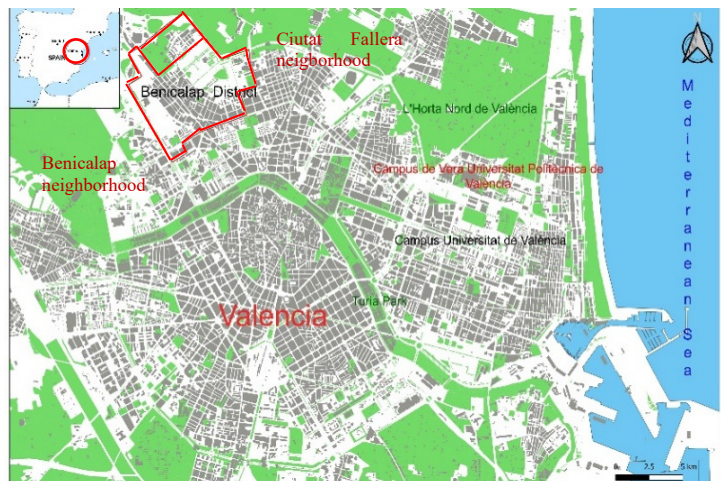 SPAIN
Ciutat Fallera
neigborhood
Benicalap District
L'Horta Nord de València
Benicalap
neighborhood
Campus de Vera Universitat Politècnica de
València
Campus Universitat de València
Turia Park
Valencia
Mediterranean Sea
N
0 2.5 5 km